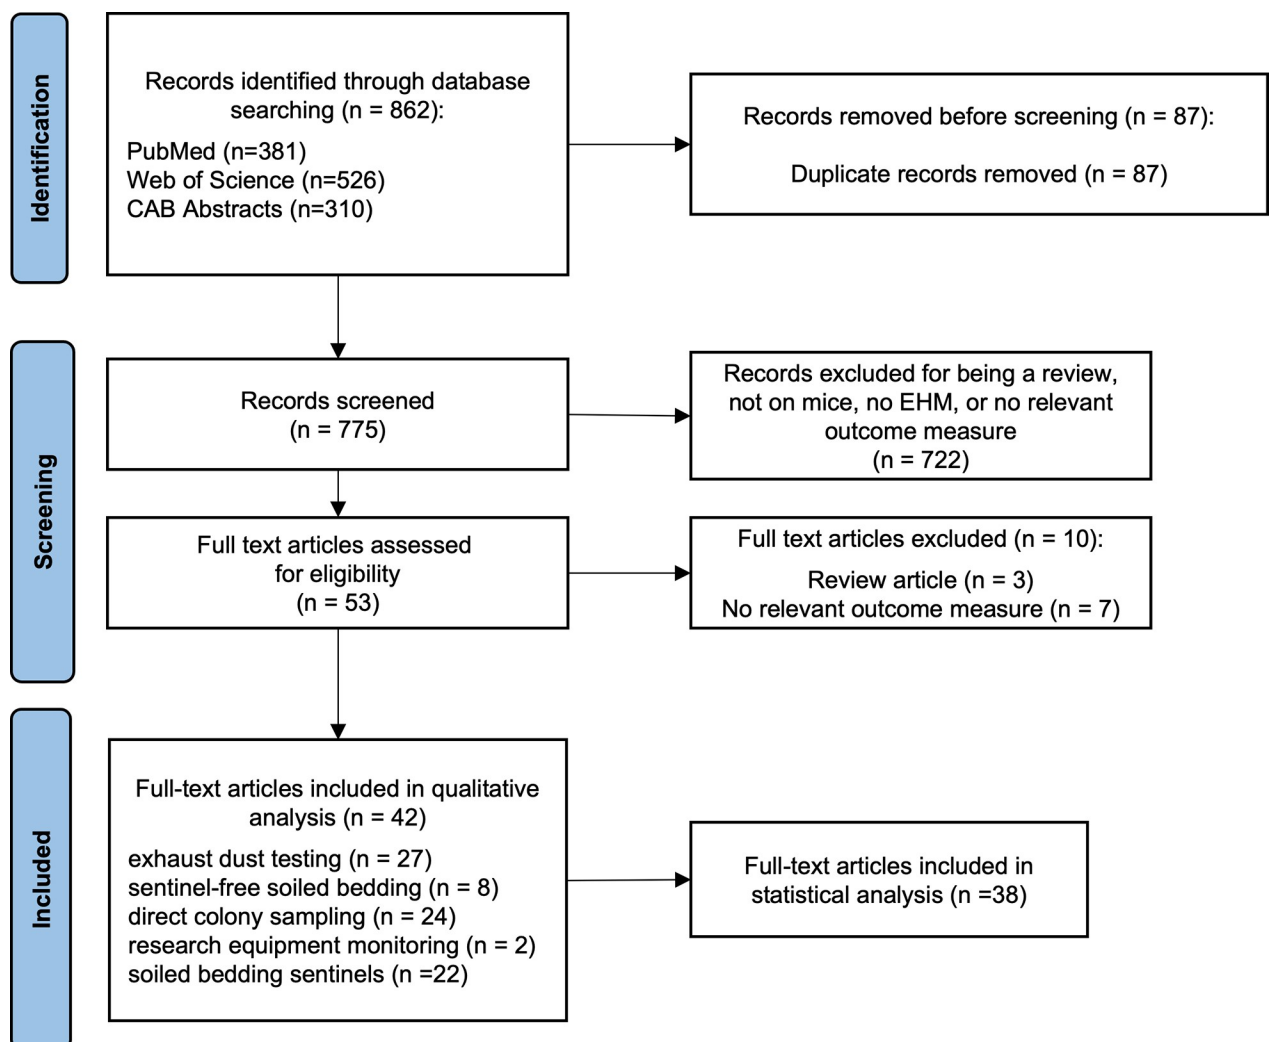 Identification
Records identified through database
searching (n = 862):
PubMed (n=381)
Web of Science (n=526)
CAB Abstracts (n=310)
Records removed before screening (n = 87):
Duplicate records removed (n = 87)
Screening
Records screened
(n = 775)
Records excluded for being a review,
not on mice, no EHM, or no relevant
outcome measure
(n = 722)
Full text articles assessed
for eligibility
(n = 53)
Full text articles excluded (n = 10):
Review article (n = 3)
No relevant outcome measure (n = 7)
Included
Full-text articles included in qualitative
analysis (n = 42)
exhaust dust testing (n = 27)
sentinel-free soiled bedding (n = 8)
direct colony sampling (n = 24)
research equipment monitoring (n = 2)
soiled bedding sentinels (n =22)
Full-text articles included in
statistical analysis (n =38)